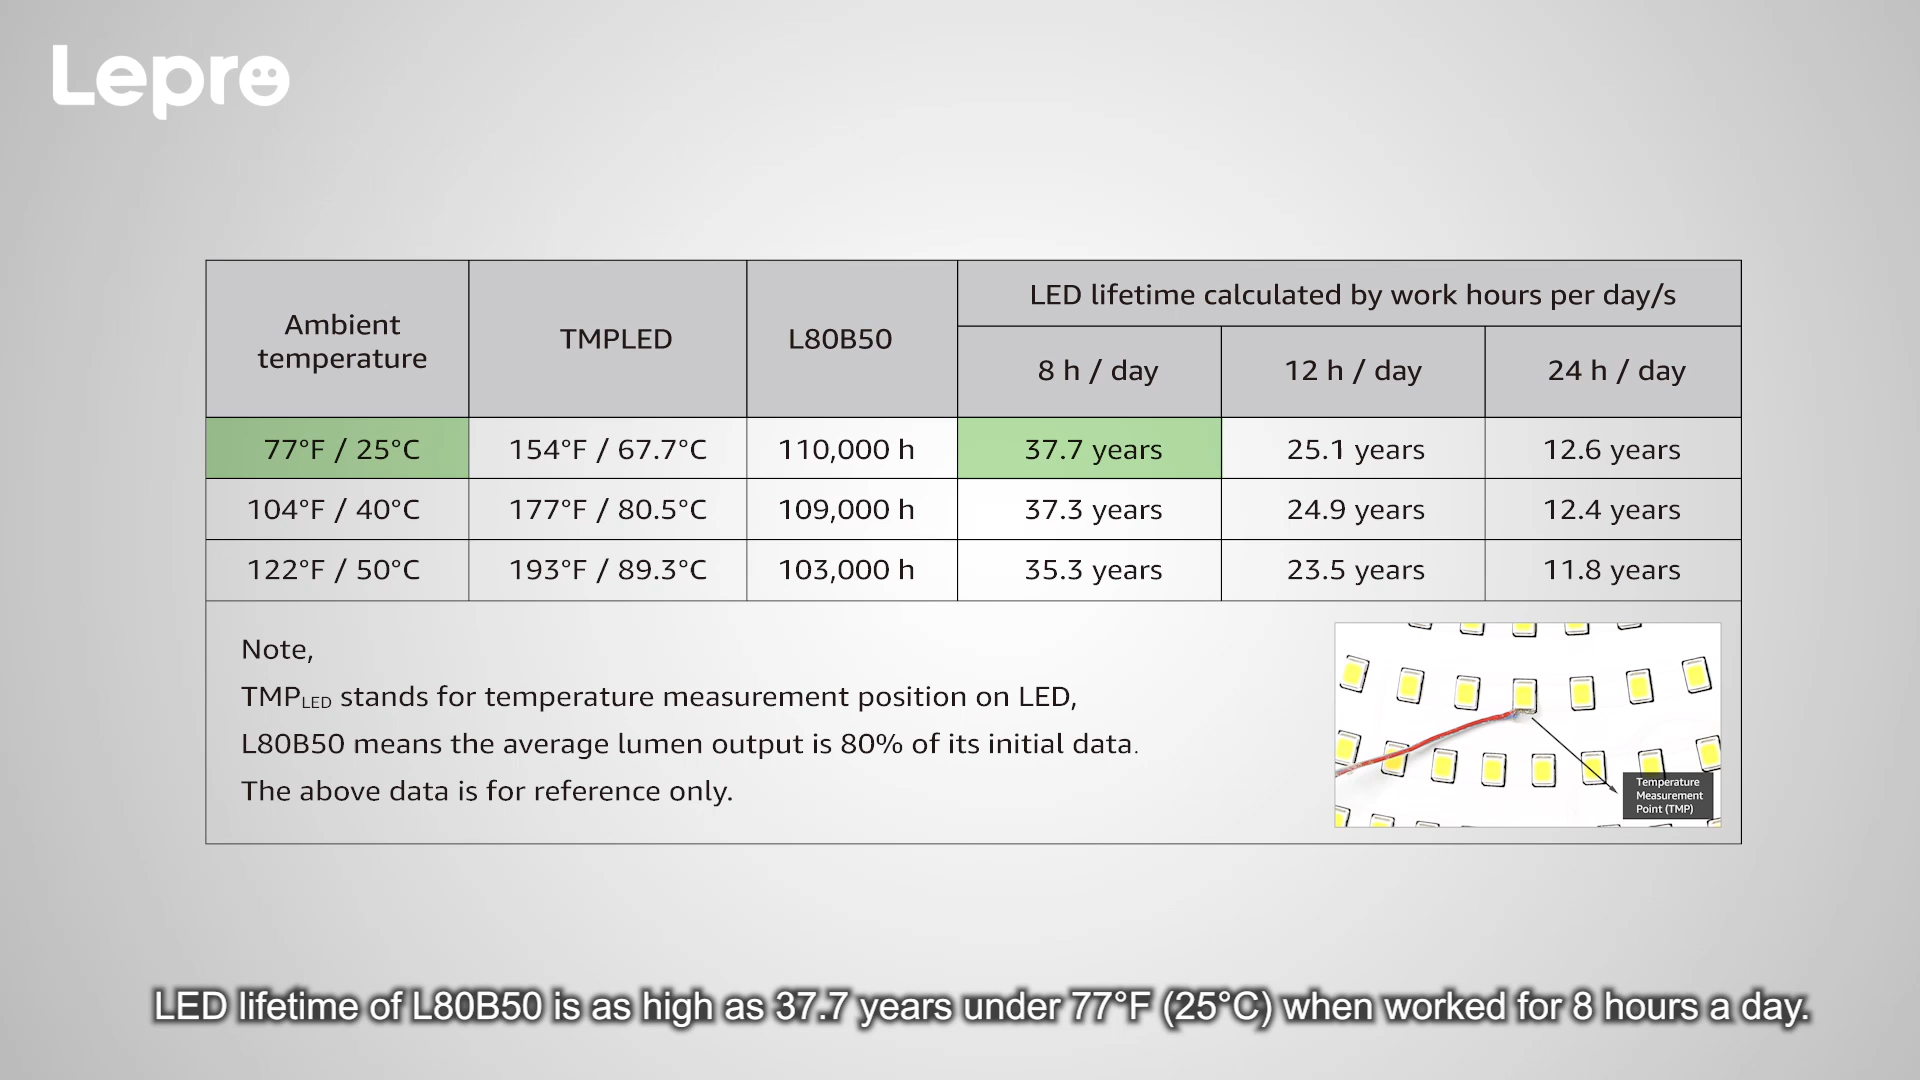 Lepro
Ambient
temperature
TMPLED
L80B50
LED lifetime calculated by work hours per day/s
8 h / day
12 h / day
24 h / day
77°F / 25°C
154°F / 67.7°C
110,000 h
37.7 years
25.1 years
12.6 years
104°F / 40°C
177°F / 80.5°C
109,000 h
37.3 years
24.9 years
12.4 years
122°F / 50°C
193°F / 89.3°C
103,000 h
35.3 years
23.5 years
11.8 years
Note,
TMPLED stands for temperature measurement position on LED,
L80B50 means the average lumen output is 80% of its initial data.
The above data is for reference only.
Temperature
Measurement
Point (TMP)
LED lifetime of L80B50 is as high as 37.7 years under 77°F (25°C) when worked for 8 hours a day.